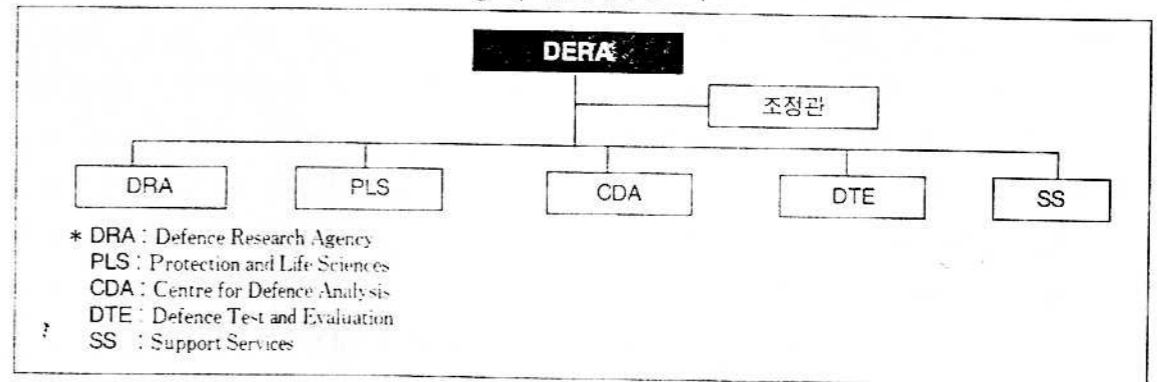 DERA
조정관
DRA
PLS
CDA
DTE
SS
* DRA : Defence Research Agency
PLS : Protection and Life Sciences
CDA : Centre for Defence Analysis
DTE : Defence Test and Evaluation
SS : Support Services